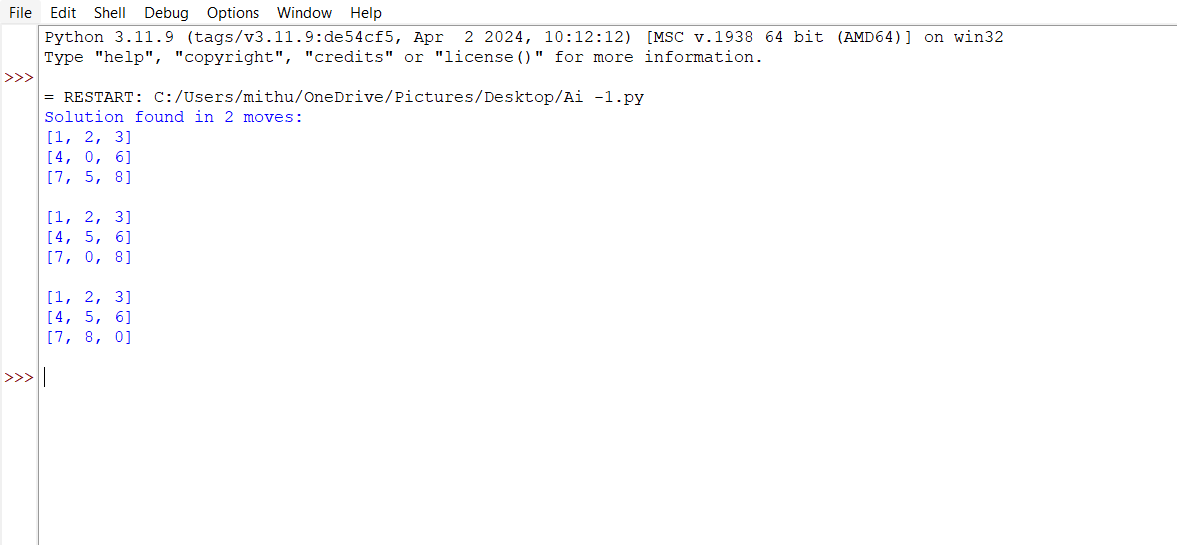 File Edit Shell Debug Options Window Help
Python 3.11.9 (tags/v3.11.9:de54cf5, Apr  2 2024, 10:12:12) [MSC v.1938 64 bit (AMD64)] on win32
Type "help", "copyright", "credits" or "license()" for more information.
>>>
= RESTART: C:/Users/mithu/OneDrive/Pictures/Desktop/Ai -1.py
Solution found in 2 moves:
[1, 2, 3]
[4, 0, 6]
[7, 5, 8]

[1, 2, 3]
[4, 5, 6]
[7, 0, 8]

[1, 2, 3]
[4, 5, 6]
[7, 8, 0]

>>>